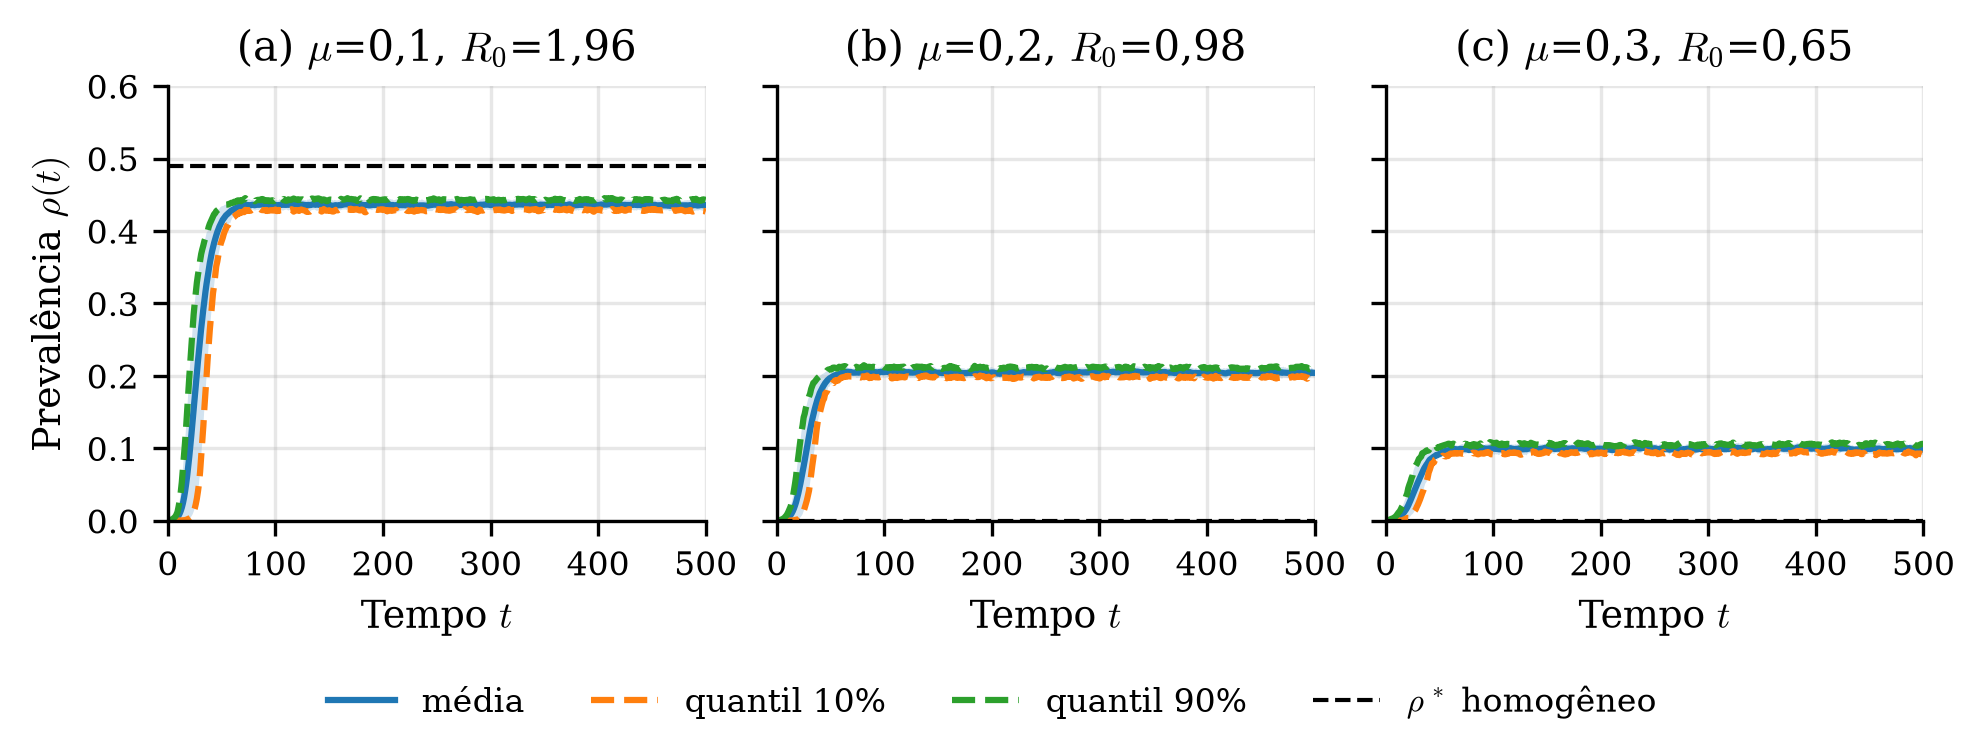 (a) μ=0,1, R₀=1,96
(b) μ=0,2, R₀=0,98
(c) μ=0,3, R₀=0,65
Prevalência ρ(t)
0.6
0.5
0.4
0.3
0.2
0.1
0.0
0 100 200 300 400 500
0 100 200 300 400 500
0 100 200 300 400 500
Tempo t
Tempo t
Tempo t
média
quantil 10%
quantil 90%
ρ* homogêneo